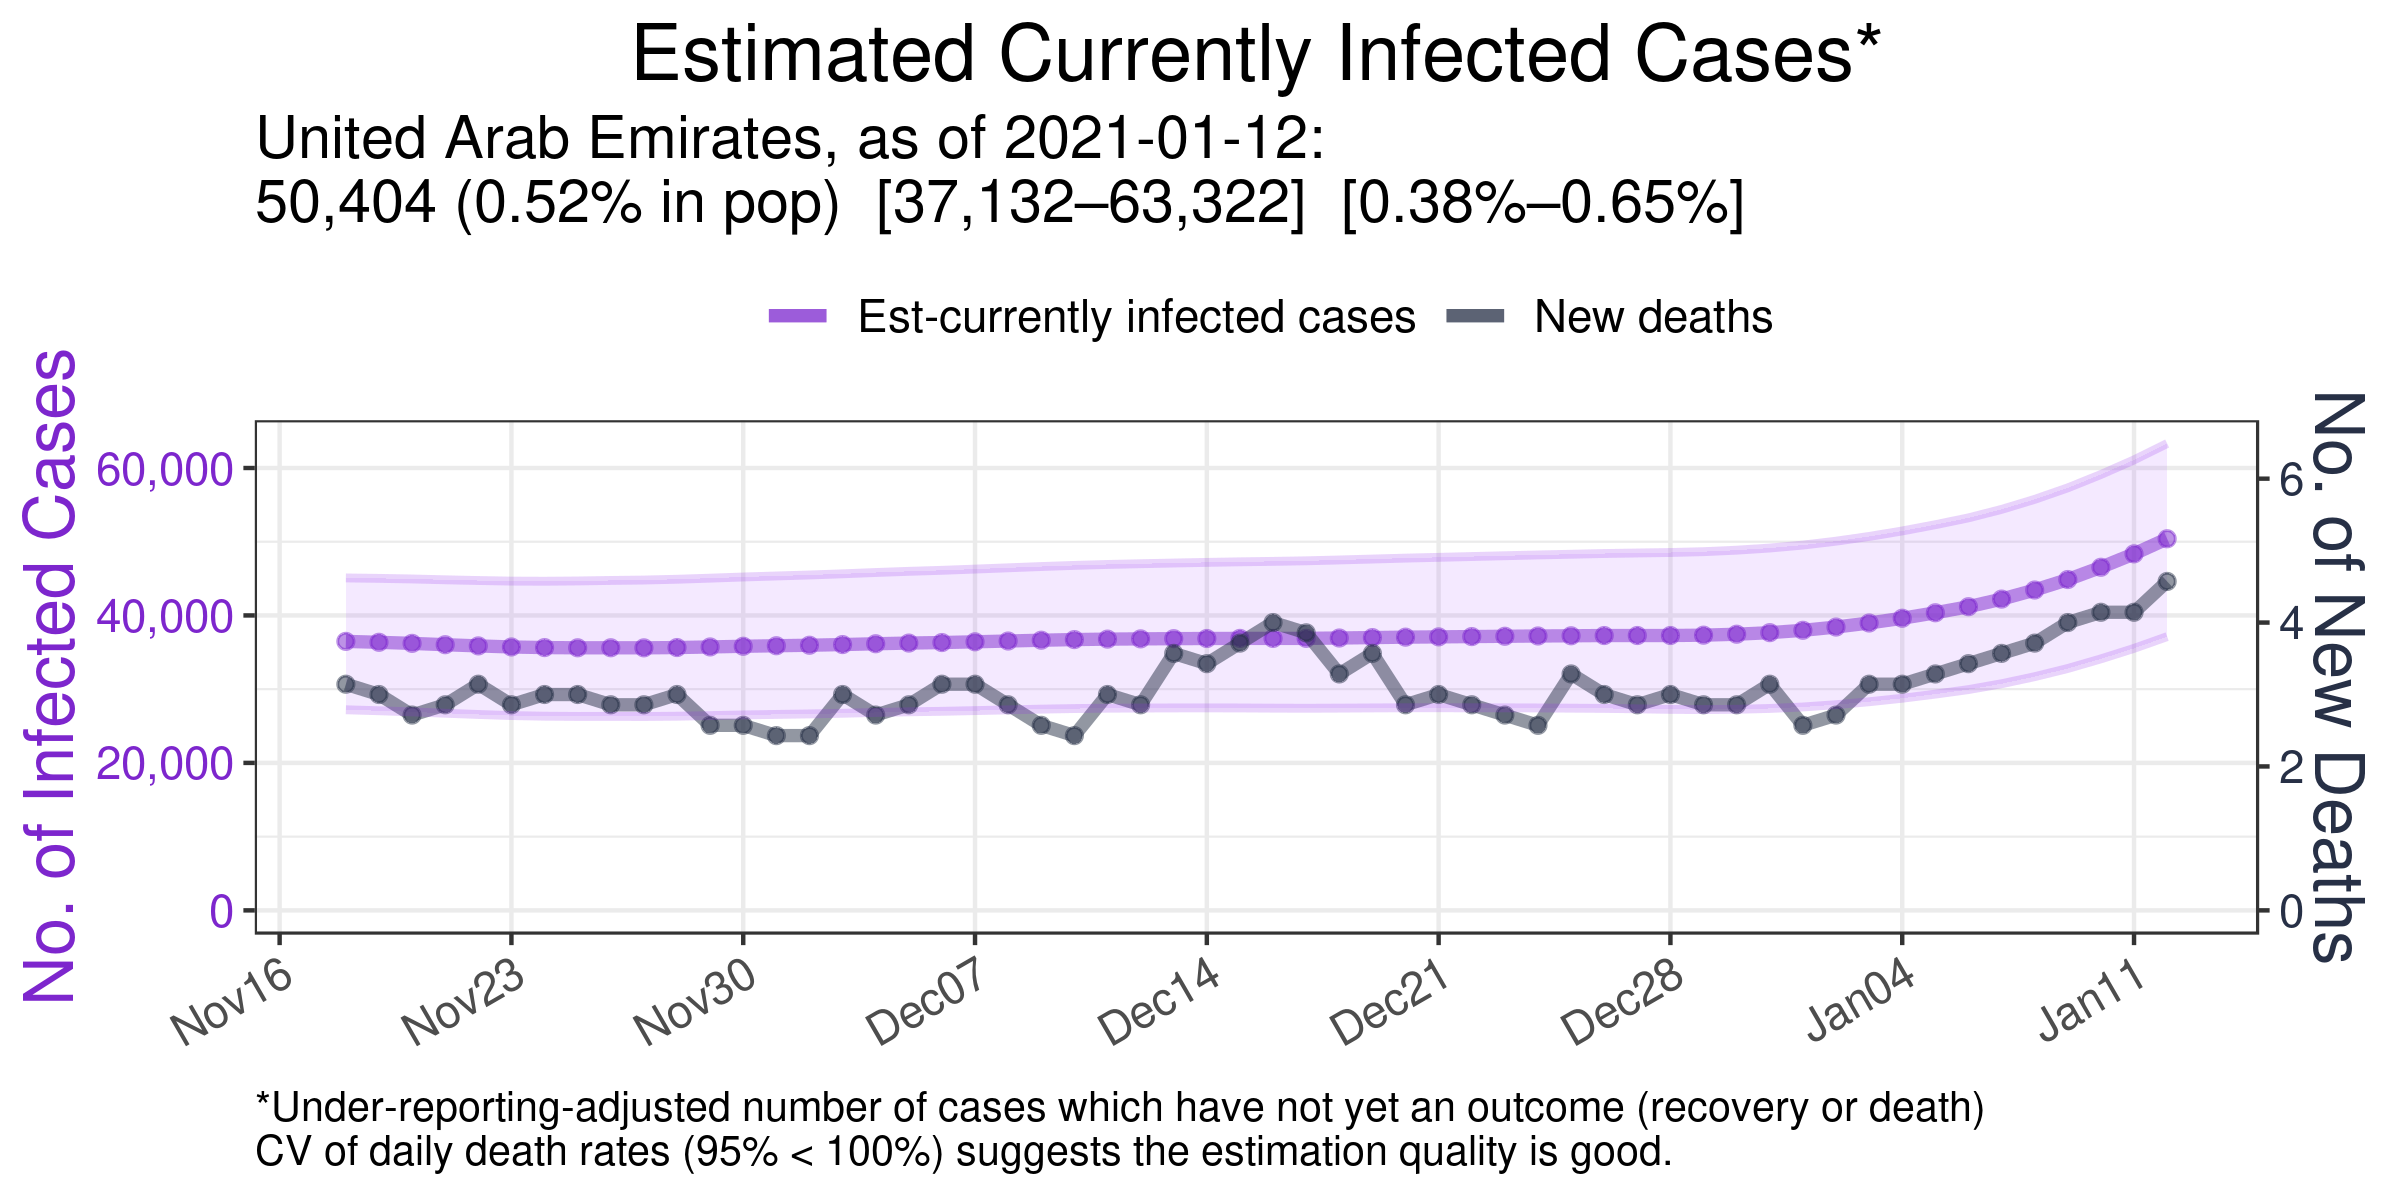 Estimated Currently Infected Cases*
United Arab Emirates, as of 2021-01-12:
50,404 (0.52% in pop)  [37,132–63,322]  [0.38%–0.65%]
Est-currently infected cases
New deaths
No. of Infected Cases
60,000
40,000
20,000
0
No. of New Deaths
6
4
2
0
Nov16
Nov23
Nov30
Dec07
Dec14
Dec21
Dec28
Jan04
Jan11
*Under-reporting-adjusted number of cases which have not yet an outcome (recovery or death)
CV of daily death rates (95% < 100%) suggests the estimation quality is good.